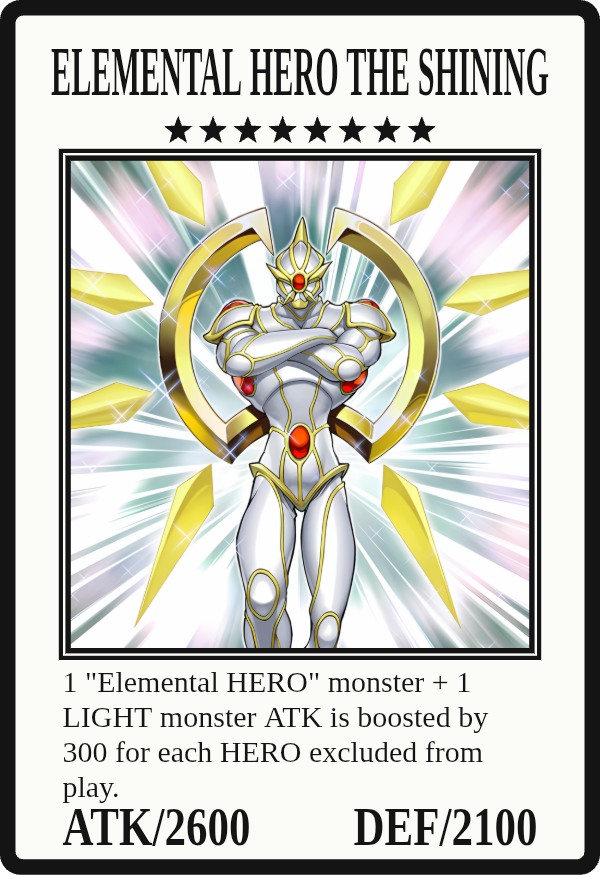 ELEMENTAL HERO THE SHINING
1 "Elemental HERO" monster + 1
LIGHT monster ATK is boosted by
300 for each HERO excluded from
play.
ATK/2600 DEF/2100